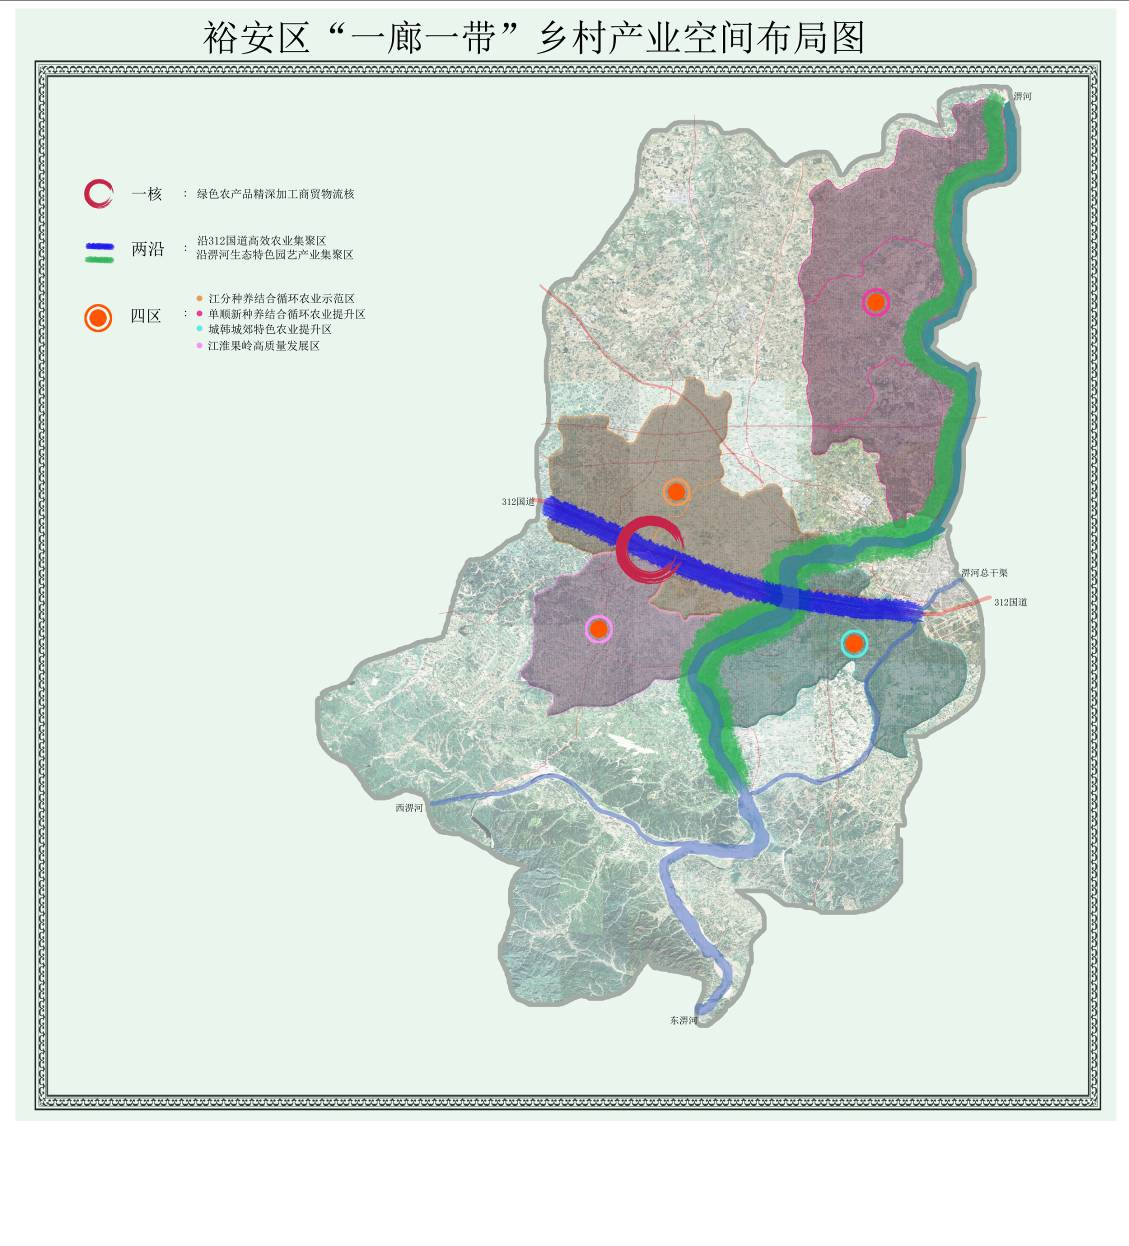 裕安区“一廊一带”乡村产业空间布局图
淠河
一核 : 绿色农产品精深加工商贸物流核
两沿 : 沿312国道高效农业集聚区
沿淠河生态特色园艺产业集聚区
四区 : 江分种养结合循环农业示范区
单顺新种养结合循环农业提升区
城韩城郊特色农业提升区
江淮果岭高质量发展区
312国道
淠河总干渠
312国道
西淠河
东淠河